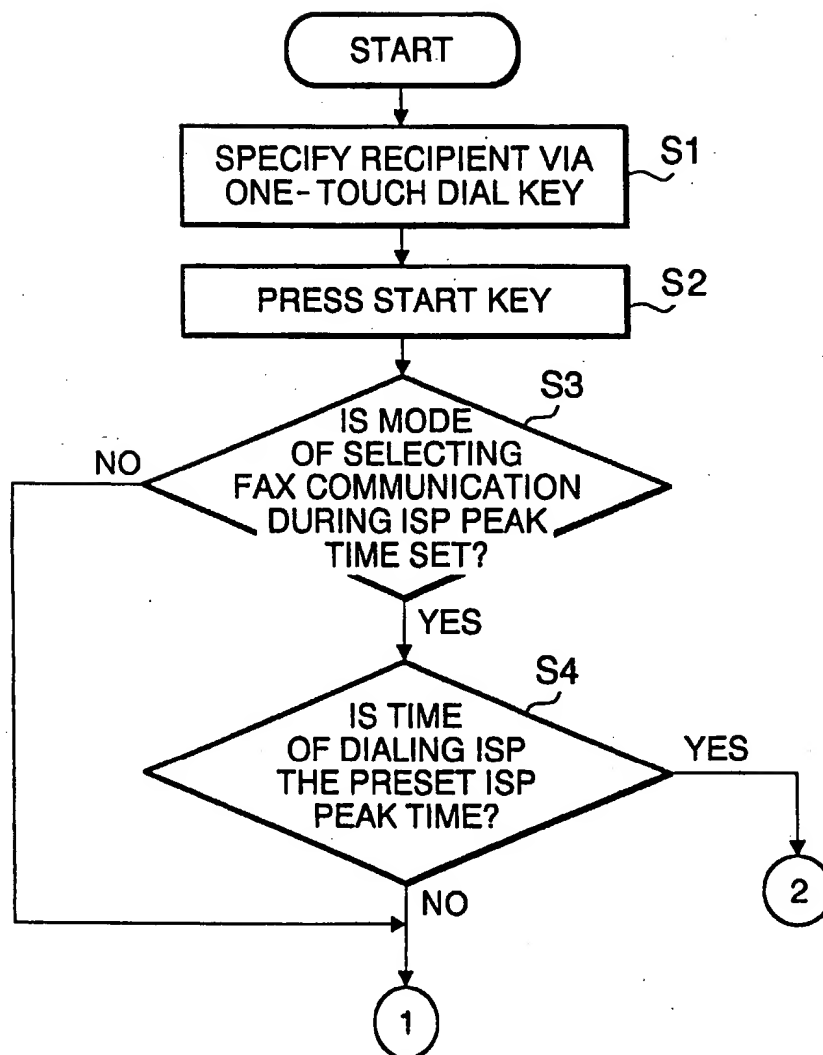 START
SPECIFY RECIPIENT VIA
ONE-TOUCH DIAL KEY
S1
PRESS START KEY
S2
S3
IS MODE
OF SELECTING
FAX COMMUNICATION
DURING ISP PEAK
TIME SET?
NO
YES
S4
IS TIME
OF DIALING ISP
THE PRESET ISP
PEAK TIME?
YES
2
NO
1